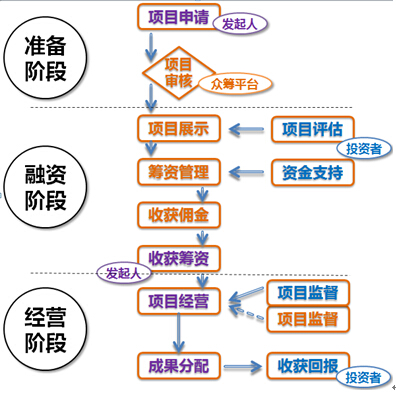 项目申请
发起人
准备
阶段
项目
审核
众筹平台
项目展示
项目评估
投资者
融资
阶段
筹资管理
资金支持
收获佣金
收获筹资
发起人
项目监督
项目经营
经营
阶段
项目监督
成果分配
收获回报
投资者